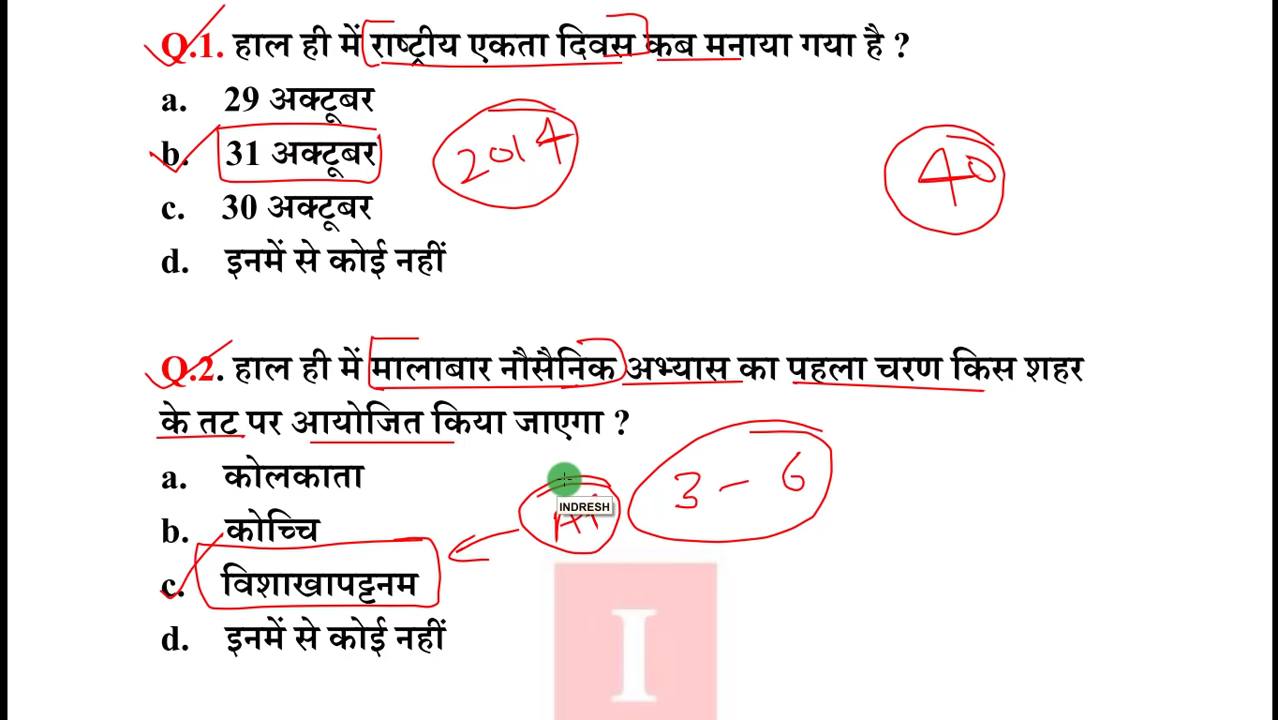 Q.1. हाल ही में राष्ट्रीय एकता दिवस कब मनाया गया है ?
a. 29 अक्टूबर
b. 31 अक्टूबर
c. 30 अक्टूबर
d. इनमें से कोई नहीं
2014
40
Q.2. हाल ही में मालाबार नौसैनिक अभ्यास का पहला चरण किस शहर
के तट पर आयोजित किया जाएगा ?
a. कोलकाता
b. कोच्चि
c. विशाखापट्टनम
d. इनमें से कोई नहीं
3 - 6
INDRESH
I